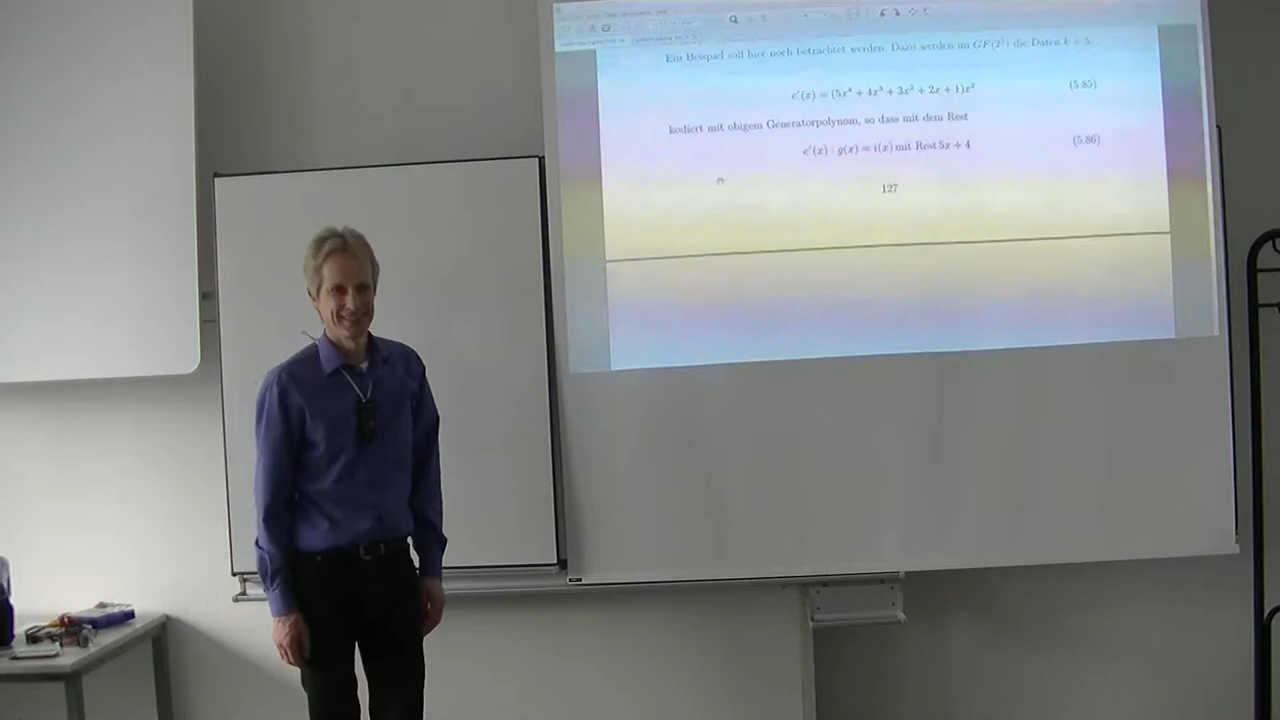 Ein Beispiel soll hier noch betrachtet werden. Dazu werden im GF(2³) die Daten k = 5
c′(x) = (5x⁴ + 4x³ + 3x² + 2x + 1)x² (5.85)
kodiert mit obigem Generatorpolynom, so dass mit dem Rest
c′(x) : g(x) = i(x) mit Rest 5x + 4 (5.86)
127